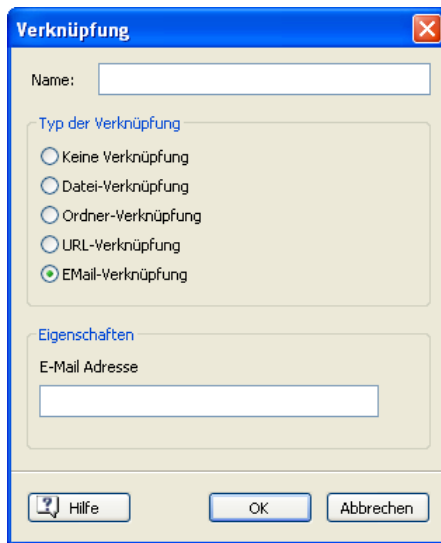 Verknüpfung
Name:
Typ der Verknüpfung
Keine Verknüpfung
Datei-Verknüpfung
Ordner-Verknüpfung
URL-Verknüpfung
EMail-Verknüpfung
Eigenschaften
E-Mail Adresse
Hilfe OK Abbrechen